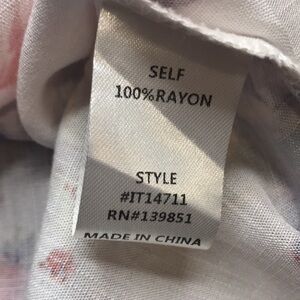 SELF
100%RAYON
STYLE
#IT14711
RN#139851
MADE IN CHINA